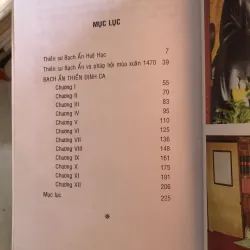 MỤC LỤC
Thiền sư Bạch Ẩn Huệ Hạc 7
Thiền sư Bạch Ẩn và pháp hội mùa xuân 1470 39
BẠCH ẨN THIỀN ĐỊNH CA
Chương I 55
Chương II 70
Chương III 83
Chương IV 95
Chương V 110
Chương VI 125
Chương VII 136
Chương VIII 148
Chương IX 161
Chương X 175
Chương XI 191
Chương XII 206
Mục lục 225